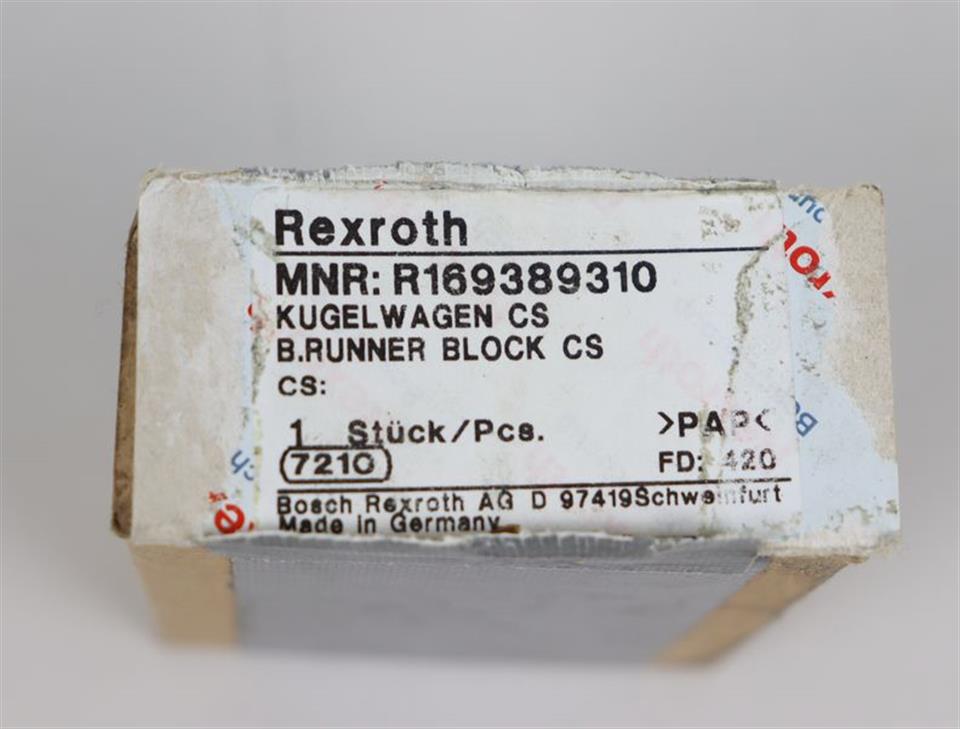 Rexroth
MNR: R169389310
KUGELWAGEN CS
B.RUNNER BLOCK CS
CS:
1 Stück/Pcs. >PAP<
7210 FD: 420
Bosch Rexroth AG D 97419Schweinfurt
Made in Germany